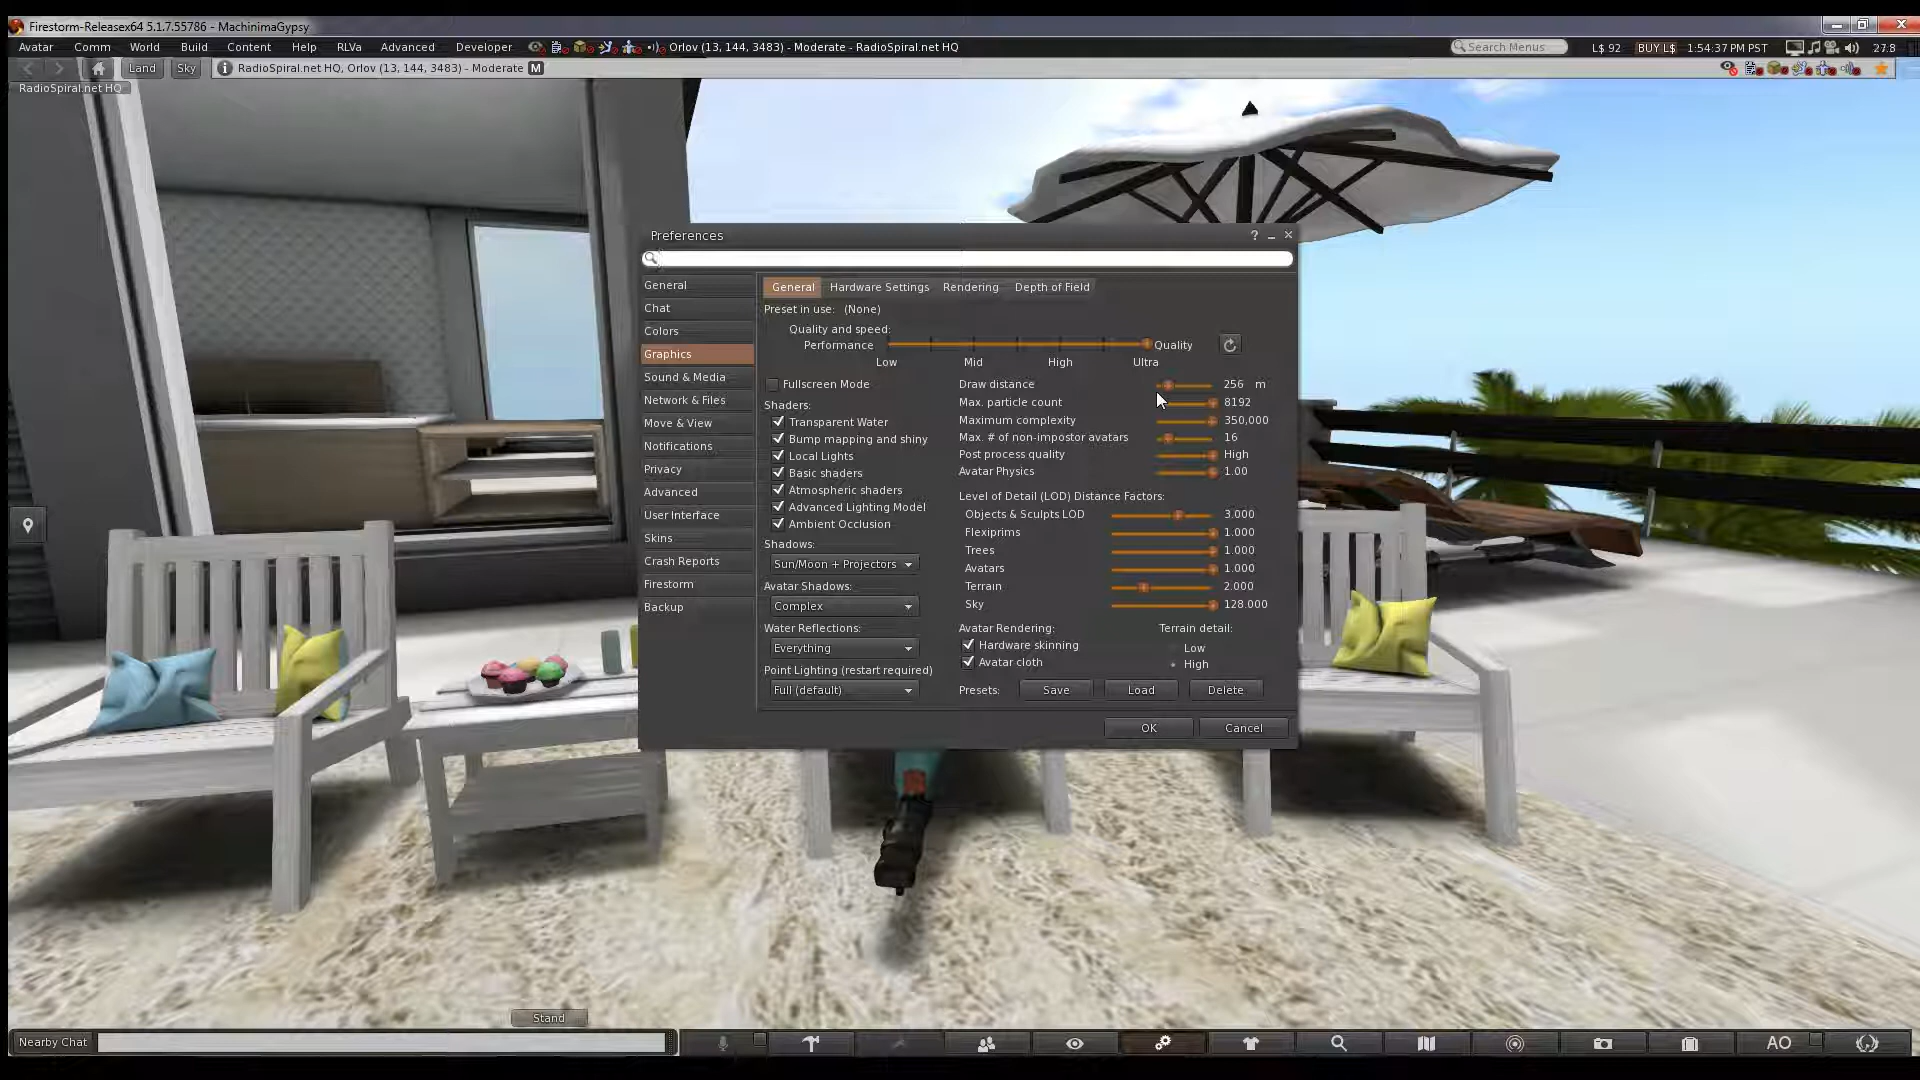 Firestorm-Releasex64 5.1.7.55786 - MachinimaGypsy
Avatar Comm World Build Content Help RLVa Advanced Developer Orlov (13, 144, 3483) - Moderate - RadioSpiral.net HQ Search Menus L$ 92 BUY L$ 1:54:37 PM PST 27.8
Land Sky RadioSpiral.net HQ, Orlov (13, 144, 3483) - Moderate M
RadioSpiral.net HQ
Preferences ?
General
Chat
Colors
Graphics
Sound & Media
Network & Files
Move & View
Notifications
Privacy
Advanced
User Interface
Skins
Crash Reports
Firestorm
Backup
General Hardware Settings Rendering Depth of Field
Preset in use: (None)
Quality and speed:
Performance Quality
Low Mid High Ultra
Fullscreen Mode
Shaders:
Transparent Water
Bump mapping and shiny
Local Lights
Basic shaders
Atmospheric shaders
Advanced Lighting Model
Ambient Occlusion
Shadows:
Sun/Moon + Projectors
Avatar Shadows:
Complex
Water Reflections:
Everything
Point Lighting (restart required)
Full (default)
Draw distance 256 m
Max. particle count 8192
Maximum complexity 350,000
Max. # of non-impostor avatars 16
Post process quality High
Avatar Physics 1.00
Level of Detail (LOD) Distance Factors:
Objects & Sculpts LOD 3.000
Flexiprims 1.000
Trees 1.000
Avatars 1.000
Terrain 2.000
Sky 128.000
Avatar Rendering:
Hardware skinning
Avatar cloth
Terrain detail:
Low
High
Presets: Save Load Delete
OK Cancel
Stand
Nearby Chat AO